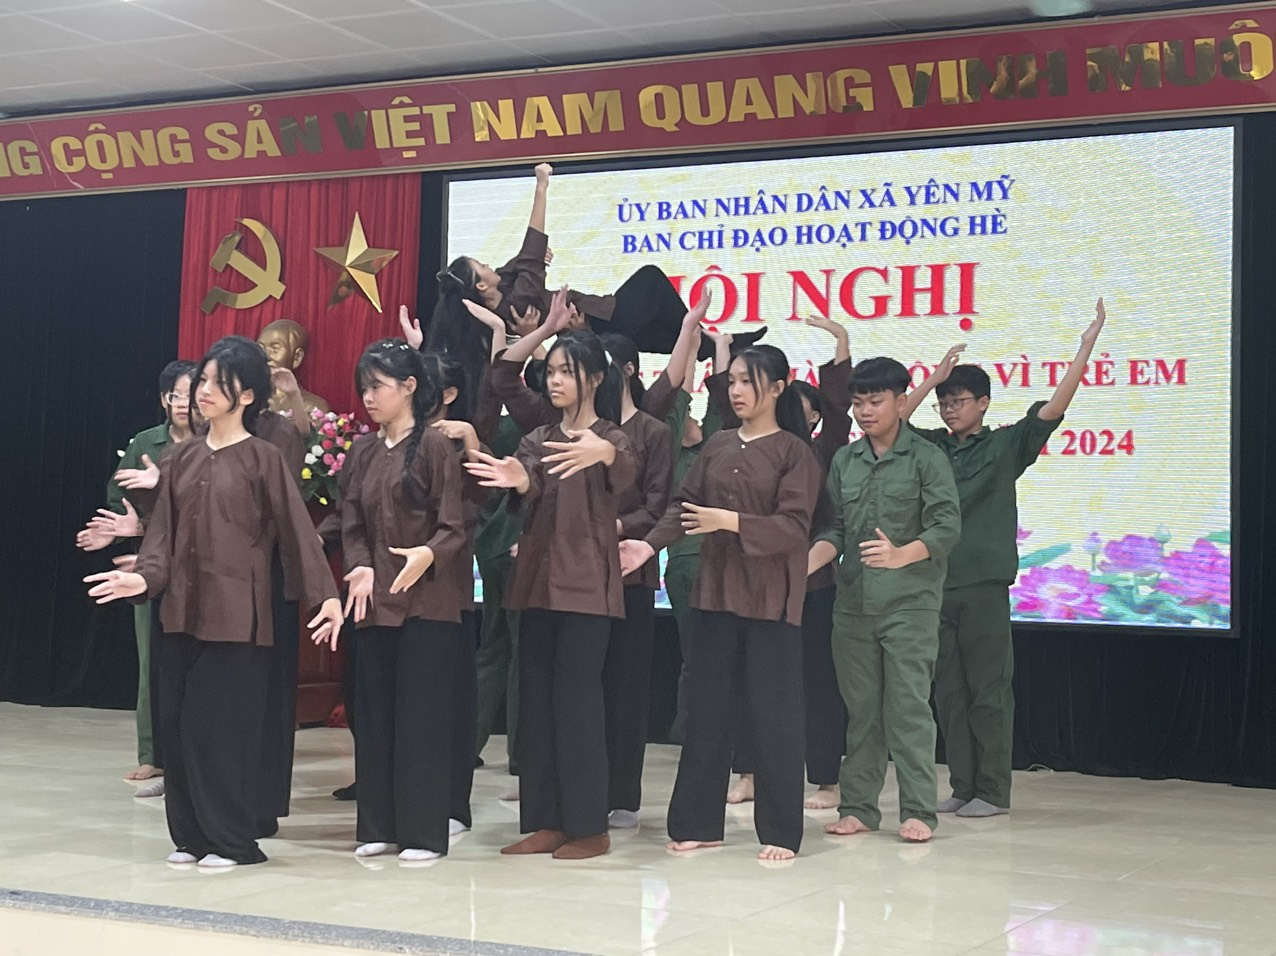 NG CỘNG SẢN VIỆT NAM QUANG VINH MUÔ
ỦY BAN NHÂN DÂN XÃ YÊN MỸ
BAN CHỈ ĐẠO HOẠT ĐỘNG HÈ
HỘI NGHỊ
VÌ TRẺ EM
2024